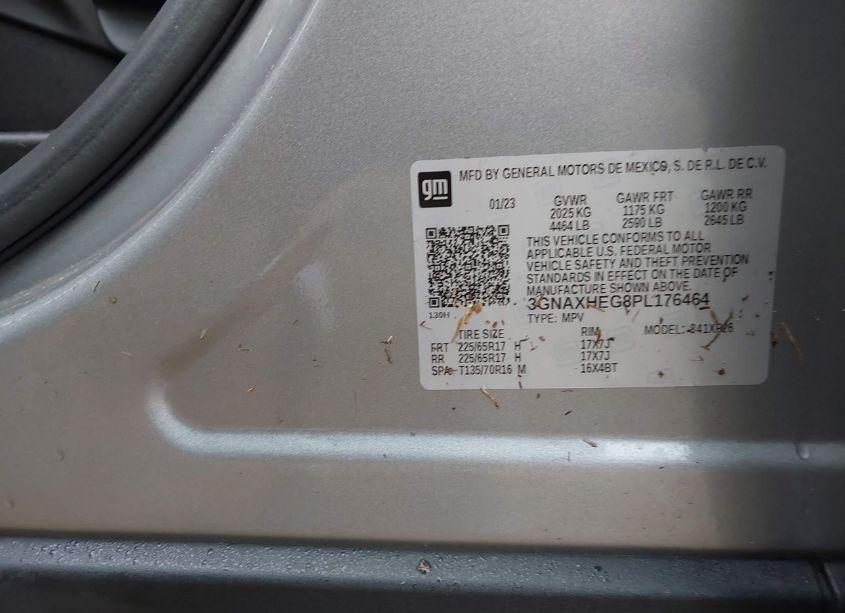 gm
MFD BY GENERAL MOTORS DE MEXICO, S. DE R.L. DE C.V.
01/23 GVWR GAWR FRT GAWR RR
2025 KG 1175 KG 1200 KG
4464 LB 2590 LB 2645 LB
THIS VEHICLE CONFORMS TO ALL
APPLICABLE U.S. FEDERAL MOTOR
VEHICLE SAFETY AND THEFT PREVENTION
STANDARDS IN EFFECT ON THE DATE OF
MANUFACTURE SHOWN ABOVE.
3GNAXHEG8PL176464
130H TYPE: MPV
TIRE SIZE RIM MODEL:
FRT 225/65R17 H 17X7J
RR 225/65R17 H 17X7J
SPA T135/70R16 M 16X4BT